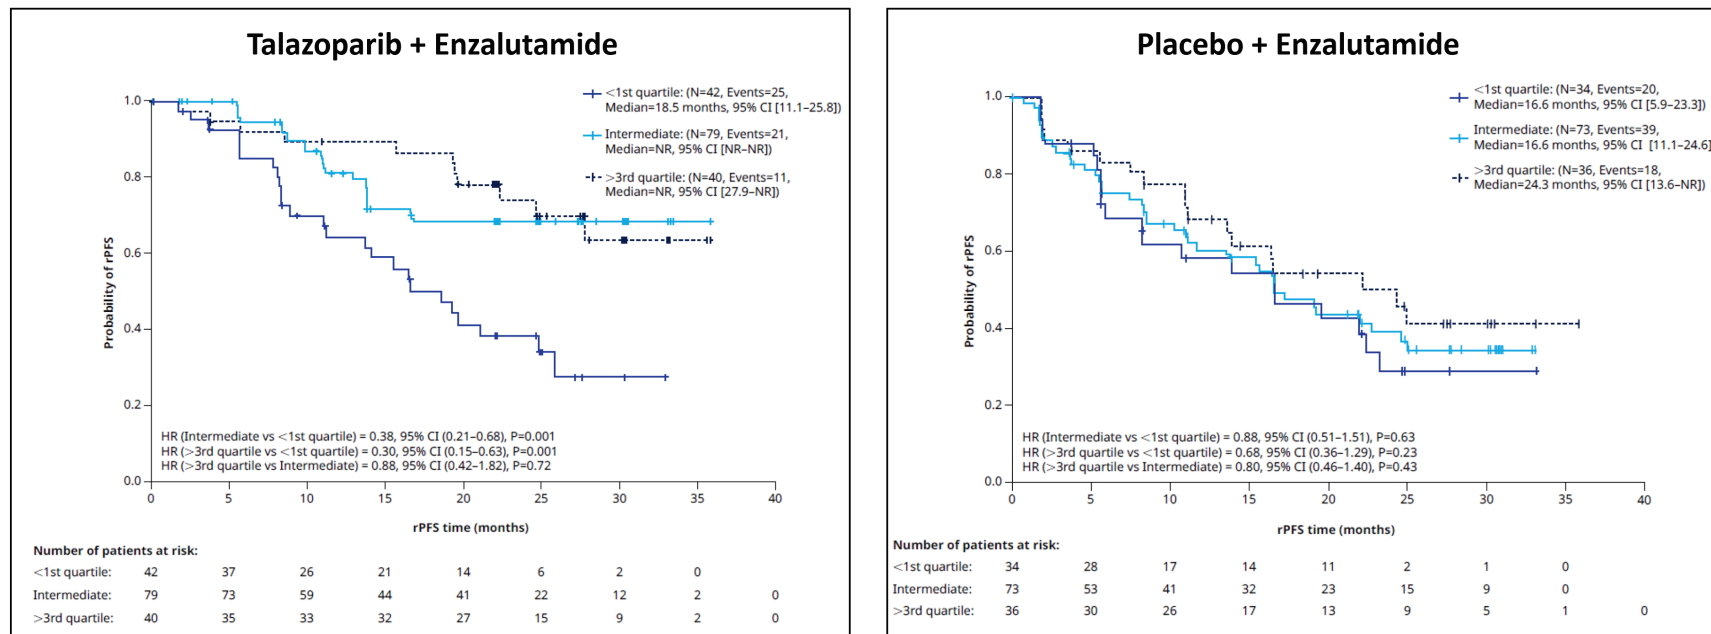 Talazoparib + Enzalutamide
<1st quartile: (N=42, Events=25,
Median=18.5 months, 95% CI [11.1–25.8])
Intermediate: (N=79, Events=21,
Median=NR, 95% CI [NR–NR])
>3rd quartile: (N=40, Events=11,
Median=NR, 95% CI [27.9–NR])
Probability of rPFS
1.0
0.8
0.6
0.4
0.2
0.0
HR (Intermediate vs <1st quartile) = 0.38, 95% CI (0.21–0.68), P=0.001
HR (>3rd quartile vs <1st quartile) = 0.30, 95% CI (0.15–0.63), P=0.001
HR (>3rd quartile vs Intermediate) = 0.88, 95% CI (0.42–1.82), P=0.72
0 5 10 15 20 25 30 35 40
rPFS time (months)
Number of patients at risk:
<1st quartile: 42 37 26 21 14 6 2 0
Intermediate: 79 73 59 44 41 22 12 2 0
>3rd quartile: 40 35 33 32 27 15 9 2 0
Placebo + Enzalutamide
<1st quartile: (N=34, Events=20,
Median=16.6 months, 95% CI [5.9–23.3])
Intermediate: (N=73, Events=39,
Median=16.6 months, 95% CI [11.1–24.6]
>3rd quartile: (N=36, Events=18,
Median=24.3 months, 95% CI [13.6–NR])
Probability of rPFS
1.0
0.8
0.6
0.4
0.2
0.0
HR (Intermediate vs <1st quartile) = 0.88, 95% CI (0.51–1.51), P=0.63
HR (>3rd quartile vs <1st quartile) = 0.68, 95% CI (0.36–1.29), P=0.23
HR (>3rd quartile vs Intermediate) = 0.80, 95% CI (0.46–1.40), P=0.43
0 5 10 15 20 25 30 35 40
rPFS time (months)
Number of patients at risk:
<1st quartile: 34 28 17 14 11 2 1 0
Intermediate: 73 53 41 32 23 15 9 0
>3rd quartile: 36 30 26 17 13 9 5 1 0